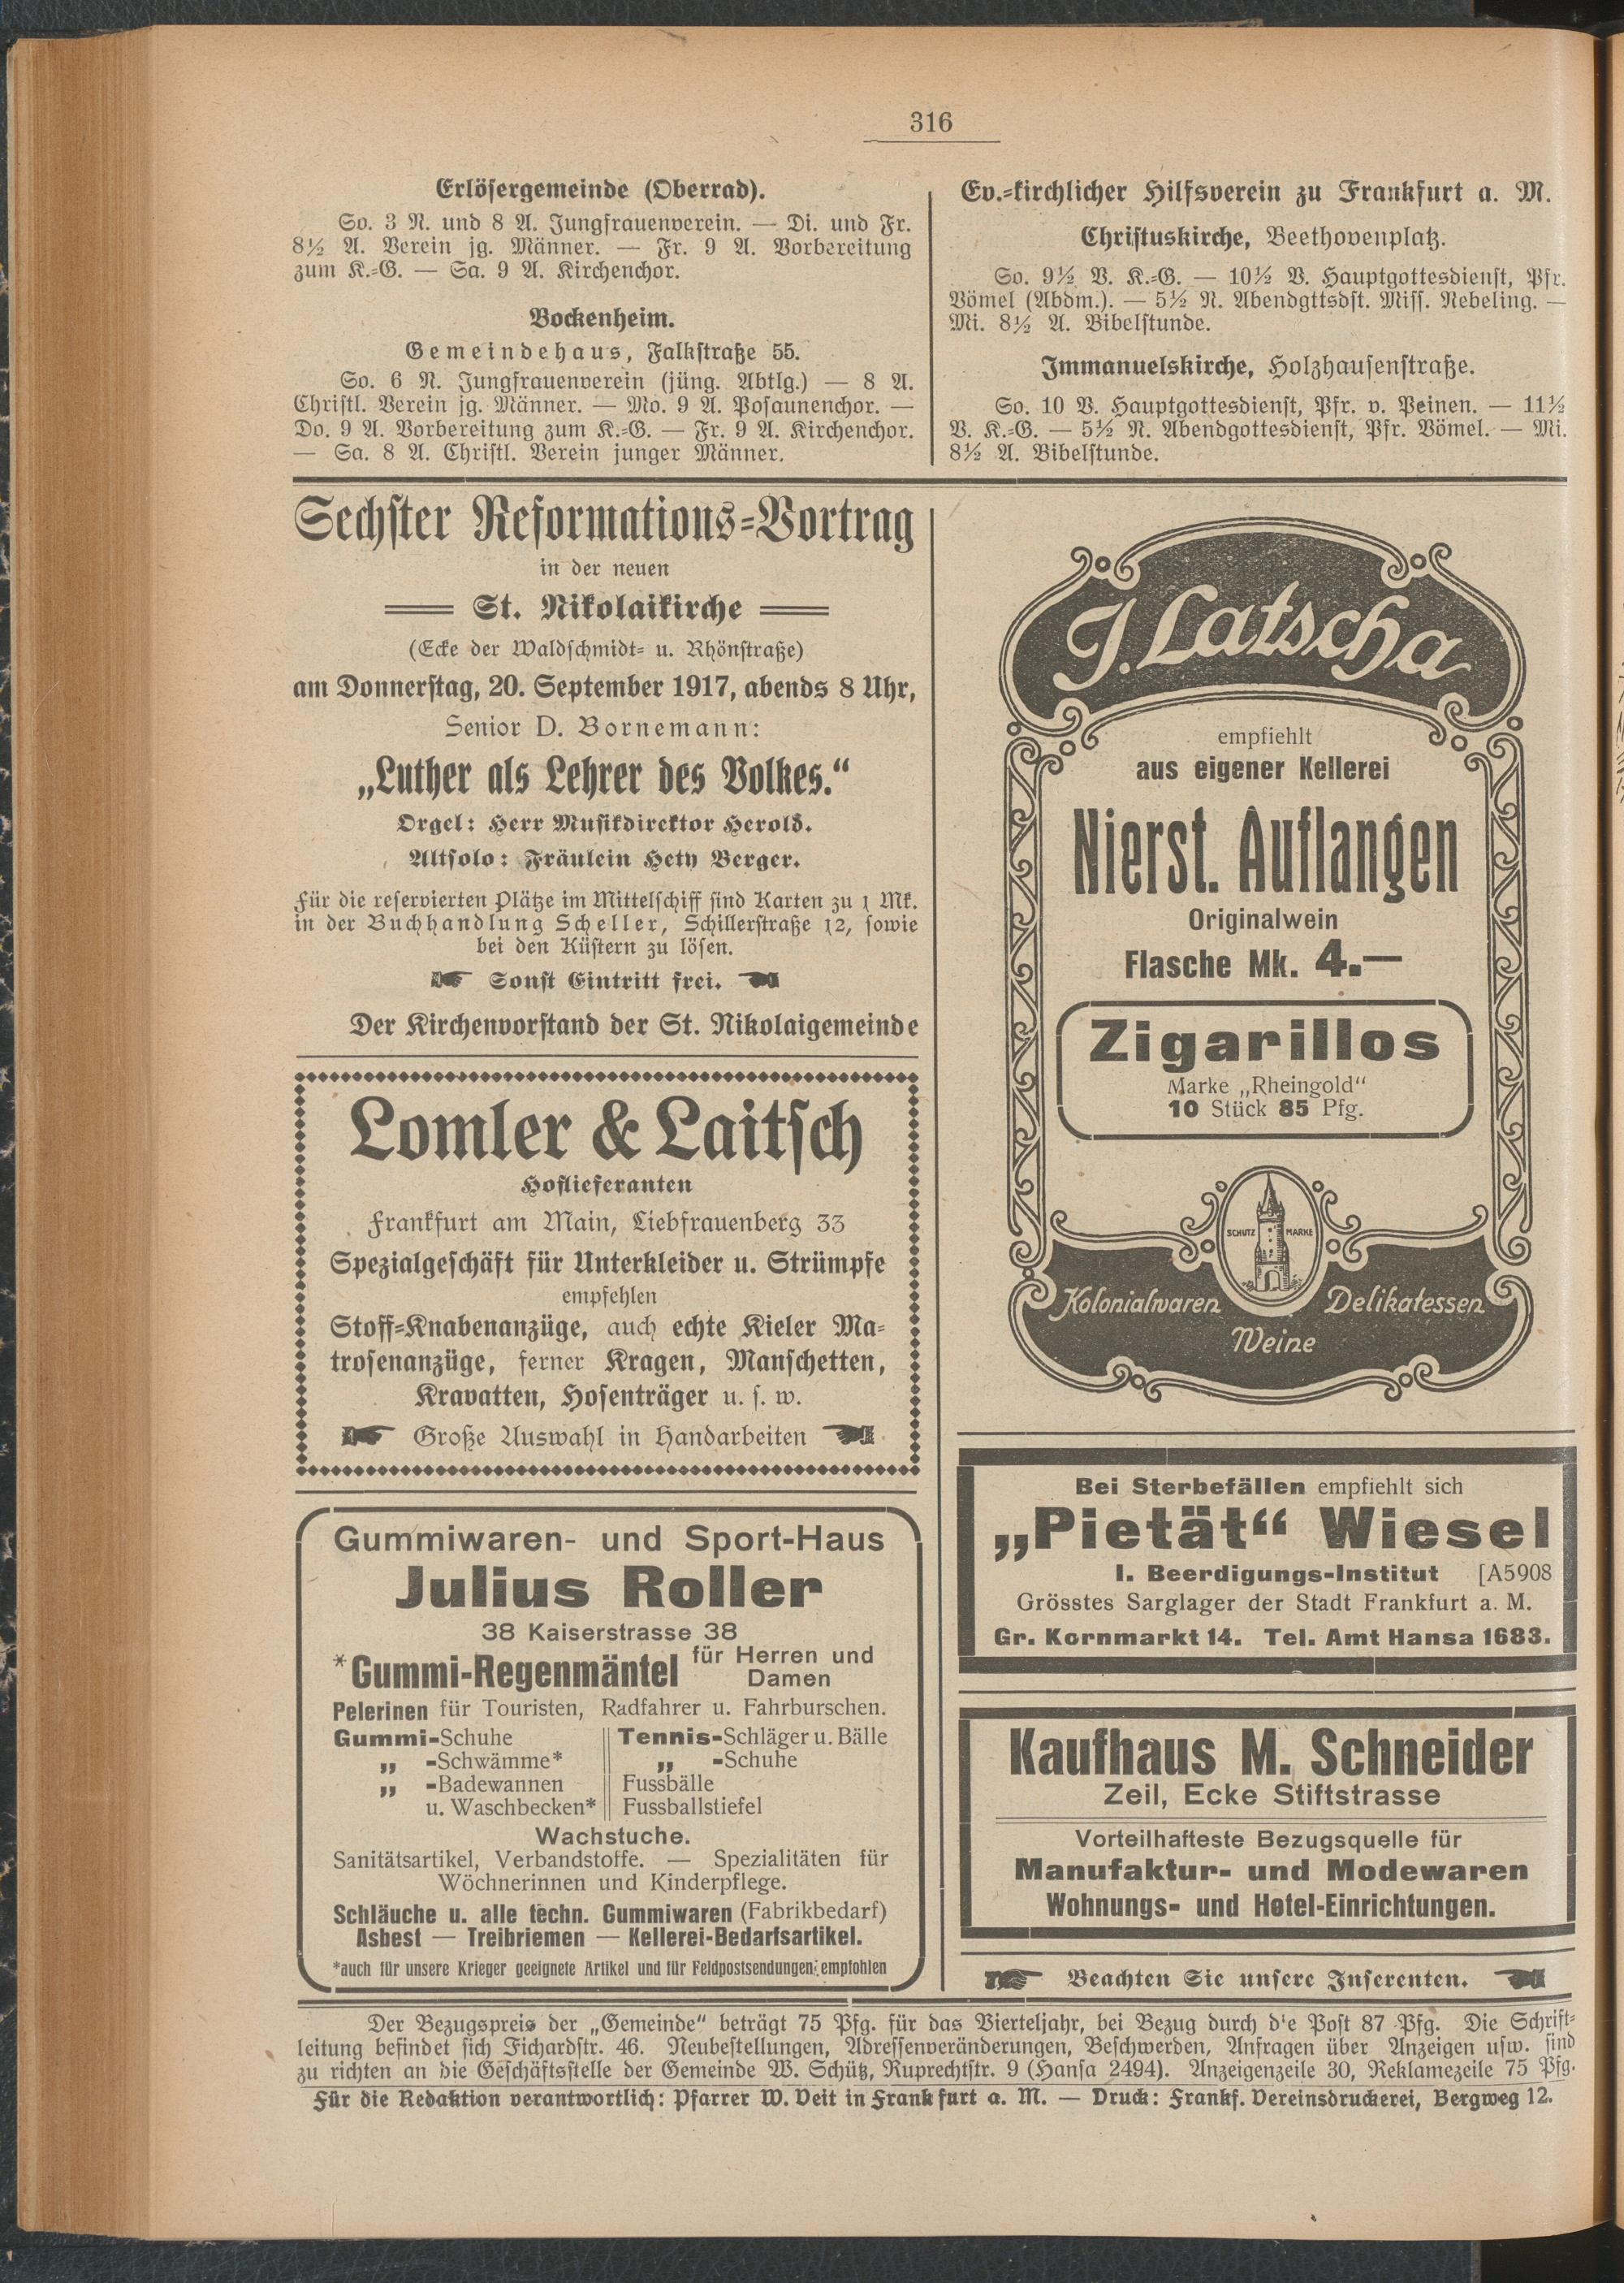 316
Erlösergemeinde (Oberrad).
So. 3 N. und 8 A. Jungfrauenverein. — Di. und Fr.
8½ A. Verein jg. Männer. — Fr. 9 A. Vorbereitung
zum K.=G. — Sa. 9 A. Kirchenchor.
Bockenheim.
Gemeindehaus, Falkstraße 55.
So. 6 N. Jungfrauenverein (jüng. Abtlg.) — 8 A.
Christl. Verein jg. Männer. — Mo. 9 A. Posaunenchor. —
Do. 9 A. Vorbereitung zum K.=G. — Fr. 9 A. Kirchenchor.
— Sa. 8 A. Christl. Verein junger Männer.
Ev.=kirchlicher Hilfsverein zu Frankfurt a. M.
Christuskirche, Beethovenplatz.
So. 9½ V. K.=G. — 10½ V. Hauptgottesdienst, Pfr.
Vömel (Abdm.). — 5½ N. Abendgttsdst. Miss. Nebeling. —
Mi. 8½ A. Bibelstunde.
Immanuelskirche, Holzhausenstraße.
So. 10 V. Hauptgottesdienst, Pfr. v. Peinen. — 11½
V. K.=G. — 5½ N. Abendgottesdienst, Pfr. Vömel. — Mi.
8½ A. Bibelstunde.
Sechster Reformations=Vortrag
in der neuen
St. Nikolaikirche
(Ecke der Waldschmidt= u. Rhönstraße)
am Donnerstag, 20. September 1917, abends 8 Uhr,
Senior D. Bornemann:
„Luther als Lehrer des Volkes.“
Orgel: Herr Musikdirektor Herold.
Altsolo: Fräulein Hety Berger.
Für die reservierten Plätze im Mittelschiff sind Karten zu 1 Mk.
in der Buchhandlung Scheller, Schillerstraße 12, sowie
bei den Küstern zu lösen.
☛ Sonst Eintritt frei. ☚
Der Kirchenvorstand der St. Nikolaigemeinde
Lomler & Laitsch
Hoflieferanten
Frankfurt am Main, Liebfrauenberg 33
Spezialgeschäft für Unterkleider u. Strümpfe
empfehlen
Stoff=Knabenanzüge, auch echte Kieler Ma=
trosenanzüge, ferner Kragen, Manschetten,
Kravatten, Hosenträger u. s. w.
☛ Große Auswahl in Handarbeiten ☚
Gummiwaren- und Sport-Haus
Julius Roller
38 Kaiserstrasse 38
*Gummi-Regenmäntel für Herren und
Damen
Pelerinen für Touristen, Radfahrer u. Fahrburschen.
Gummi-Schuhe
„ -Schwämme*
„ -Badewannen
u. Waschbecken*
Tennis-Schläger u. Bälle
„ -Schuhe
Fussbälle
Fussballstiefel
Wachstuche.
Sanitätsartikel, Verbandstoffe. — Spezialitäten für
Wöchnerinnen und Kinderpflege.
Schläuche u. alle techn. Gummiwaren (Fabrikbedarf)
Asbest — Treibriemen — Kellerei-Bedarfsartikel.
*auch für unsere Krieger geeignete Artikel und für Feldpostsendungen empfohlen
J. Latscha
empfiehlt
aus eigener Kellerei
Nierst. Auflangen
Originalwein
Flasche Mk. 4.—
Zigarillos
Marke „Rheingold“
10 Stück 85 Pfg.
SCHUTZ MARKE
Kolonialwaren Delikatessen
Weine
Bei Sterbefällen empfiehlt sich
„Pietät“ Wiesel
I. Beerdigungs-Institut [A5908
Grösstes Sarglager der Stadt Frankfurt a. M.
Gr. Kornmarkt 14. Tel. Amt Hansa 1683.
Kaufhaus M. Schneider
Zeil, Ecke Stiftstrasse
Vorteilhafteste Bezugsquelle für
Manufaktur- und Modewaren
Wohnungs- und Hotel-Einrichtungen.
☛ Beachten Sie unsere Inserenten. ☚
Der Bezugspreis der „Gemeinde“ beträgt 75 Pfg. für das Vierteljahr, bei Bezug durch d'e Post 87 Pfg. Die Schrift=
leitung befindet sich Fichardstr. 46. Neubestellungen, Adressenveränderungen, Beschwerden, Anfragen über Anzeigen usw. sind
zu richten an die Geschäftsstelle der Gemeinde W. Schütz, Ruprechtstr. 9 (Hansa 2494). Anzeigenzeile 30, Reklamezeile 75 Pfg.
Für die Redaktion verantwortlich: Pfarrer W. Veit in Frankfurt a. M. — Druck: Frankf. Vereinsdruckerei, Bergweg 12.